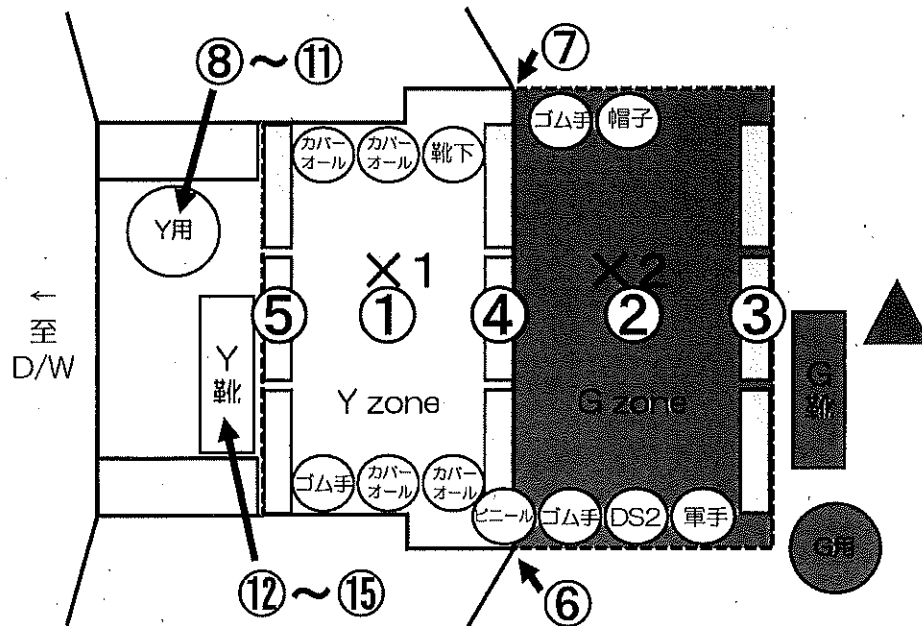 ⑧～⑪
⑦
ゴム手
帽子
カバー
オール
カバー
オール
靴下
Y用
×1
×2
⑤
①
④
②
③
←
至
D/W
Y
靴
Y zone
G zone
G
靴
ゴム手
カバー
オール
カバー
オール
ビニール
ゴム手
DS2
軍手
G用
⑫～⑮
⑥